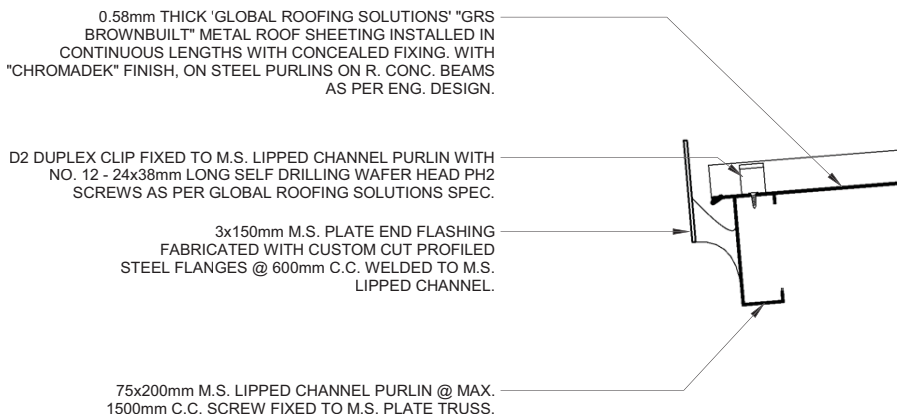 0.58mm THICK 'GLOBAL ROOFING SOLUTIONS' "GRS
BROWNBUILT" METAL ROOF SHEETING INSTALLED IN
CONTINUOUS LENGTHS WITH CONCEALED FIXING. WITH
"CHROMADEK" FINISH, ON STEEL PURLINS ON R. CONC. BEAMS
AS PER ENG. DESIGN.
D2 DUPLEX CLIP FIXED TO M.S. LIPPED CHANNEL PURLIN WITH
NO. 12 - 24x38mm LONG SELF DRILLING WAFER HEAD PH2
SCREWS AS PER GLOBAL ROOFING SOLUTIONS SPEC.
3x150mm M.S. PLATE END FLASHING
FABRICATED WITH CUSTOM CUT PROFILED
STEEL FLANGES @ 600mm C.C. WELDED TO M.S.
LIPPED CHANNEL.
75x200mm M.S. LIPPED CHANNEL PURLIN @ MAX.
1500mm C.C. SCREW FIXED TO M.S. PLATE TRUSS.